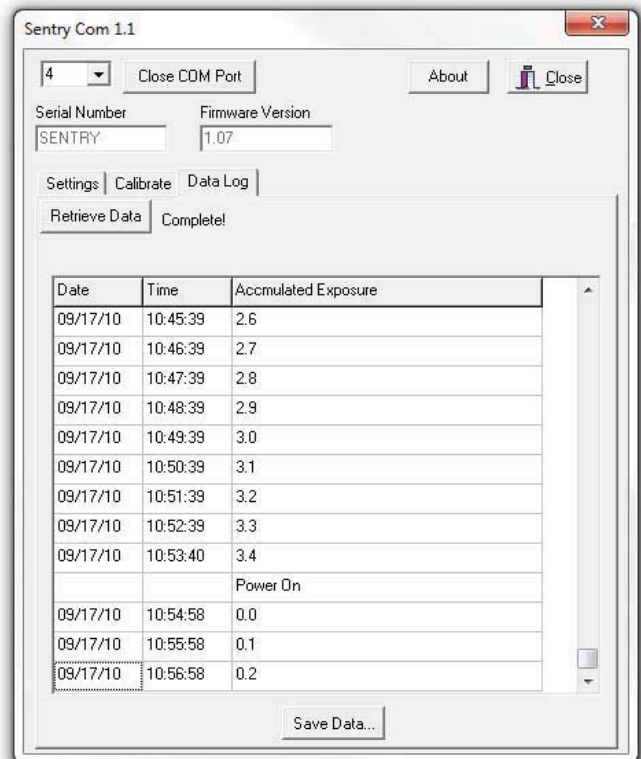 Sentry Com 1.1
4 Close COM Port About Close
Serial Number Firmware Version
SENTRY 1.07
Settings Calibrate Data Log
Retrieve Data Complete!
Date Time Accmulated Exposure
09/17/10 10:45:39 2.6
09/17/10 10:46:39 2.7
09/17/10 10:47:39 2.8
09/17/10 10:48:39 2.9
09/17/10 10:49:39 3.0
09/17/10 10:50:39 3.1
09/17/10 10:51:39 3.2
09/17/10 10:52:39 3.3
09/17/10 10:53:40 3.4
Power On
09/17/10 10:54:58 0.0
09/17/10 10:55:58 0.1
09/17/10 10:56:58 0.2
Save Data...